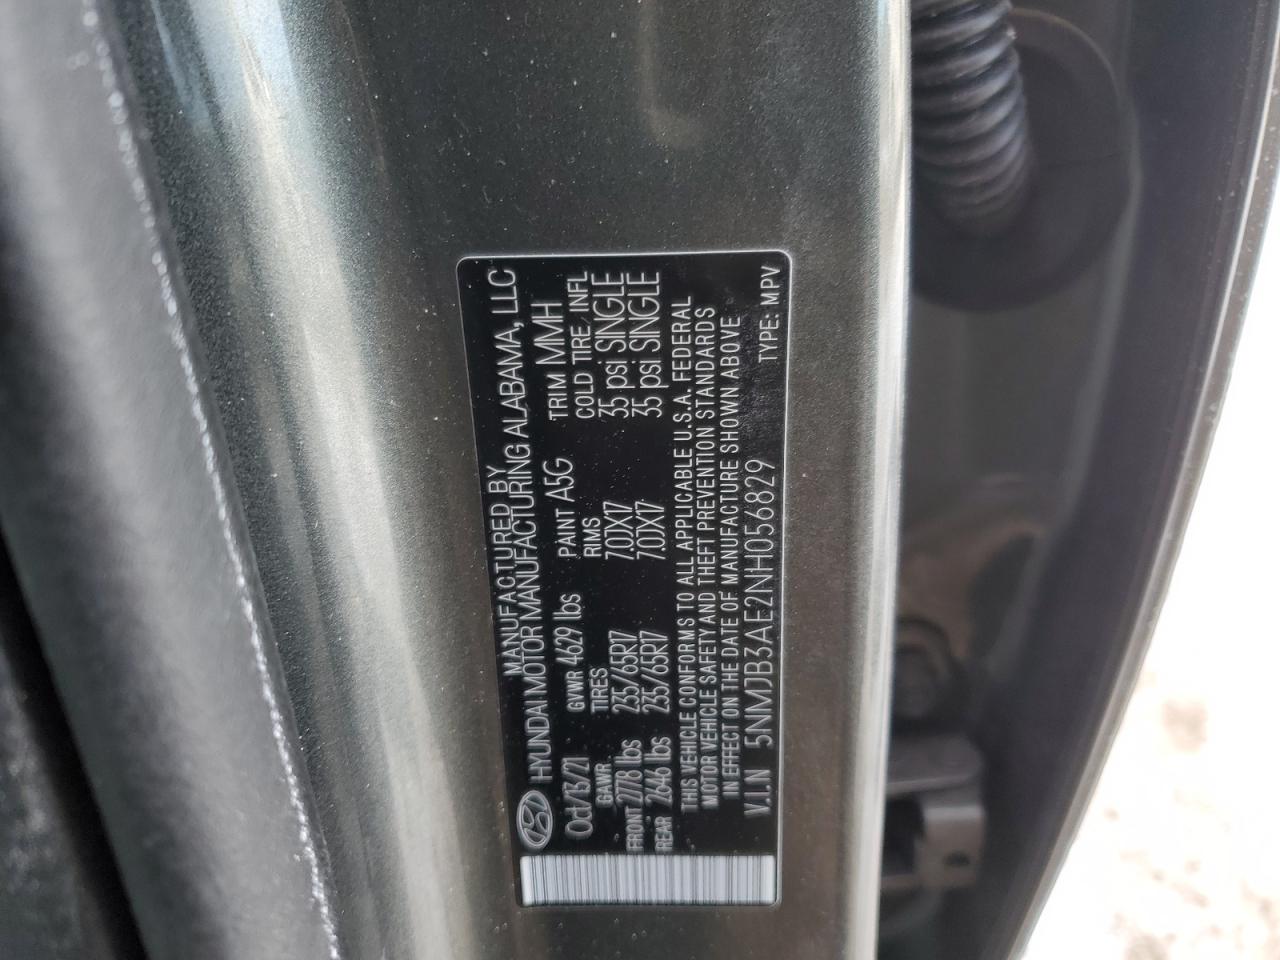 MANUFACTURED BY
HYUNDAI MOTOR MANUFACTURING ALABAMA, LLC
Oct/13/21 GVWR 4629 lbs PAINT A5G TRIM MMH
GAWR TIRES RIMS COLD TIRE INFL
FRONT 2778 lbs 235/65R17 7.0JX17 35 psi SINGLE
REAR 2646 lbs 235/65R17 7.0JX17 35 psi SINGLE
THIS VEHICLE CONFORMS TO ALL APPLICABLE U.S.A. FEDERAL
MOTOR VEHICLE SAFETY AND THEFT PREVENTION STANDARDS
IN EFFECT ON THE DATE OF MANUFACTURE SHOWN ABOVE
V.I.N 5NMJB3AE2NH056829 TYPE: MPV